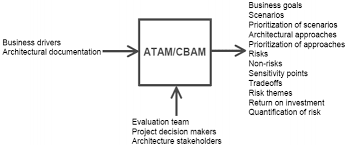 Business drivers
Architectural documentation
ATAM/CBAM
Business goals
Scenarios
Prioritization of scenarios
Architectural approaches
Prioritization of approaches
Risks
Non-risks
Sensitivity points
Tradeoffs
Risk themes
Return on investment
Quantification of risk
Evaluation team
Project decision makers
Architecture stakeholders